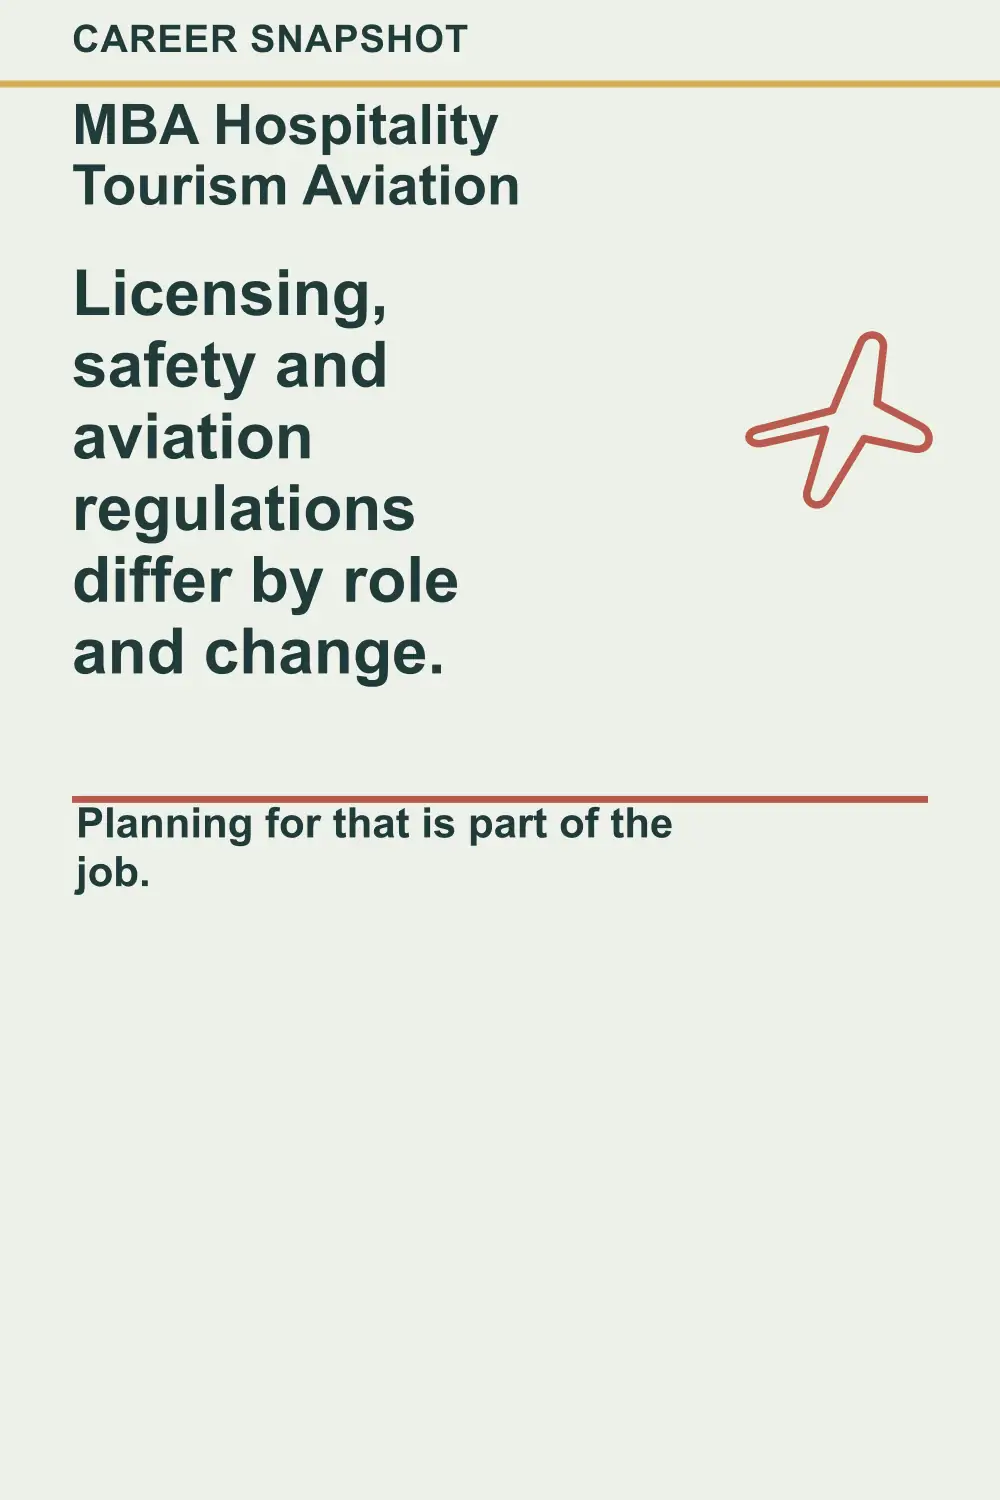 CAREER SNAPSHOT
MBA Hospitality
Tourism Aviation
Licensing,
safety and
aviation
regulations
differ by role
and change.
Planning for that is part of the
job.